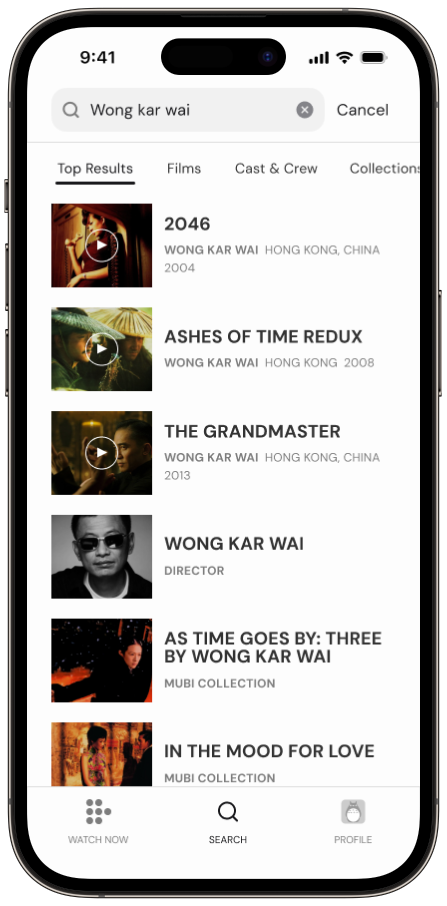 9:41
Wong kar wai
Cancel
Top Results Films Cast & Crew Collections
2046
WONG KAR WAI HONG KONG, CHINA
2004
ASHES OF TIME REDUX
WONG KAR WAI HONG KONG 2008
THE GRANDMASTER
WONG KAR WAI HONG KONG, CHINA
2013
WONG KAR WAI
DIRECTOR
AS TIME GOES BY: THREE
BY WONG KAR WAI
MUBI COLLECTION
IN THE MOOD FOR LOVE
MUBI COLLECTION
WATCH NOW SEARCH PROFILE